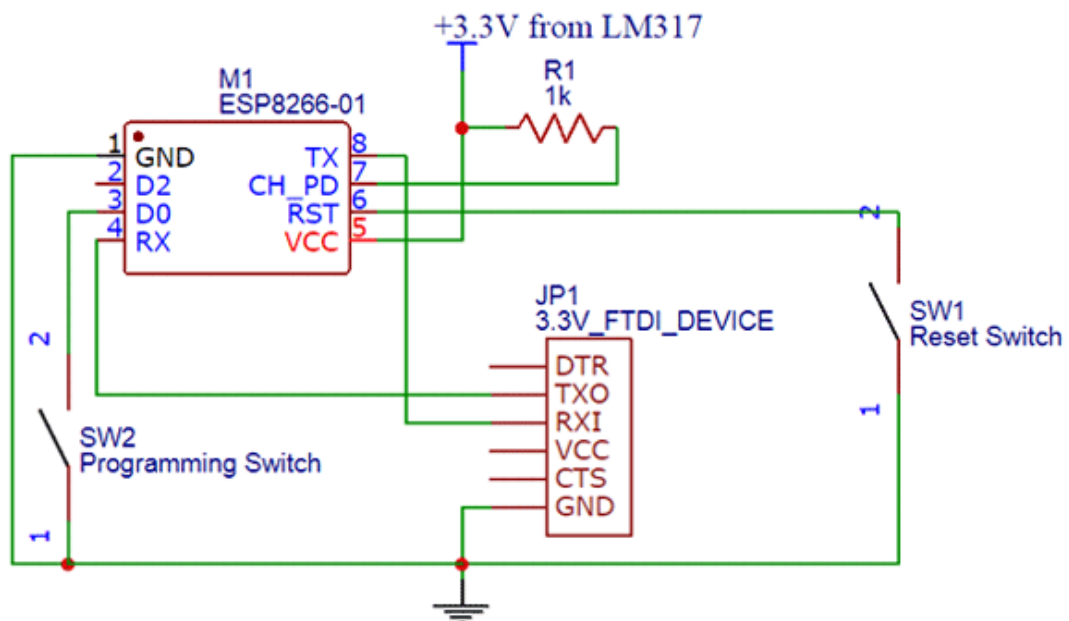 +3.3V from LM317
R1
1k
M1
ESP8266-01
1 GND
2 D2
3 D0
4 RX
TX 8
CH_PD 7
RST 6
VCC 5
2
SW1
Reset Switch
1
JP1
3.3V_FTDI_DEVICE
DTR
TXO
RXI
VCC
CTS
GND
2
SW2
Programming Switch
1